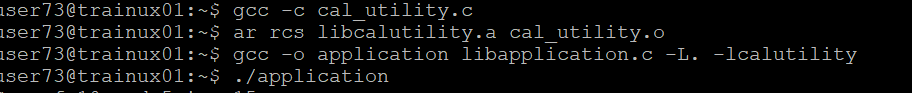 user73@trainux01:~$ gcc -c cal_utility.c
user73@trainux01:~$ ar rcs libcalutility.a cal_utility.o
user73@trainux01:~$ gcc -o application libapplication.c -L. -lcalutility
user73@trainux01:~$ ./application